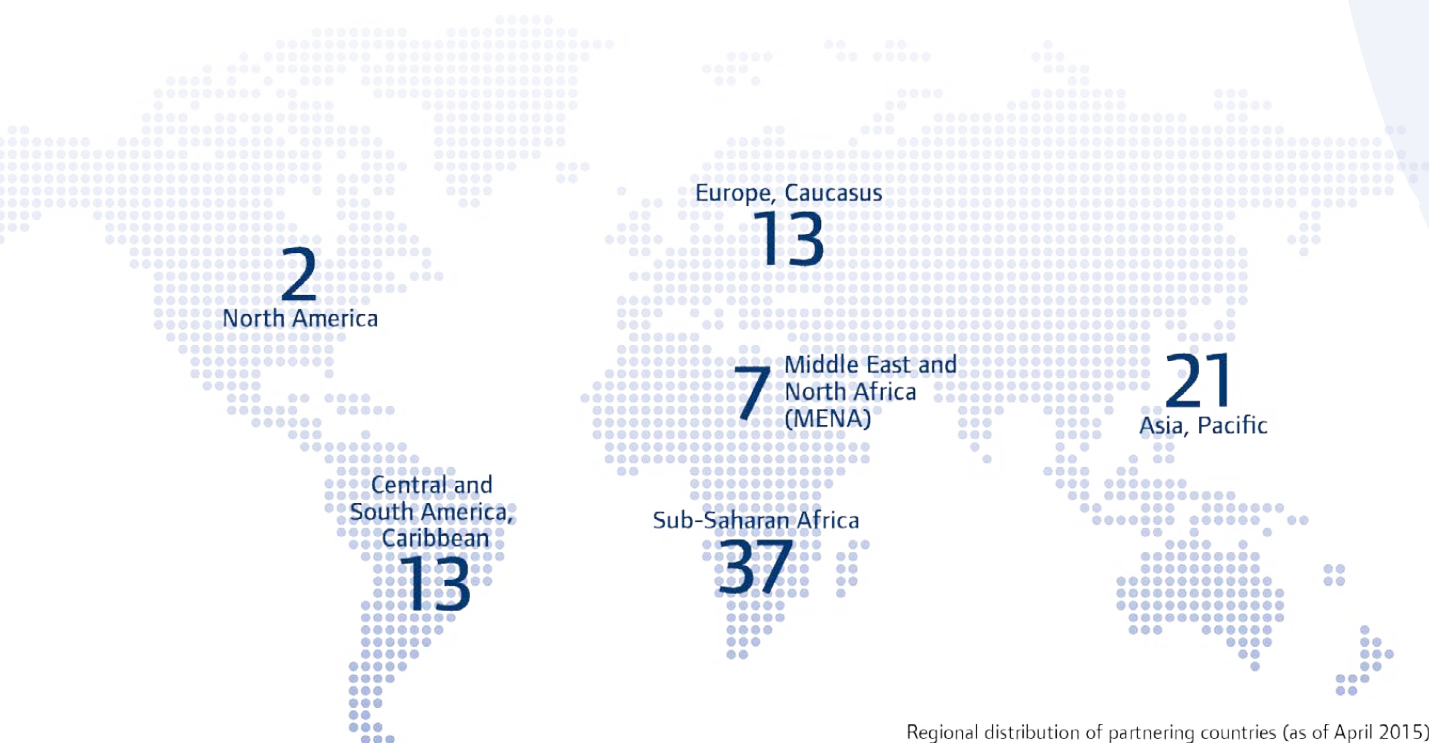 Europe, Caucasus
13
2
North America
7
Middle East and
North Africa
(MENA)
21
Asia, Pacific
Central and
South America,
Caribbean
13
Sub-Saharan Africa
37
Regional distribution of partnering countries (as of April 2015)